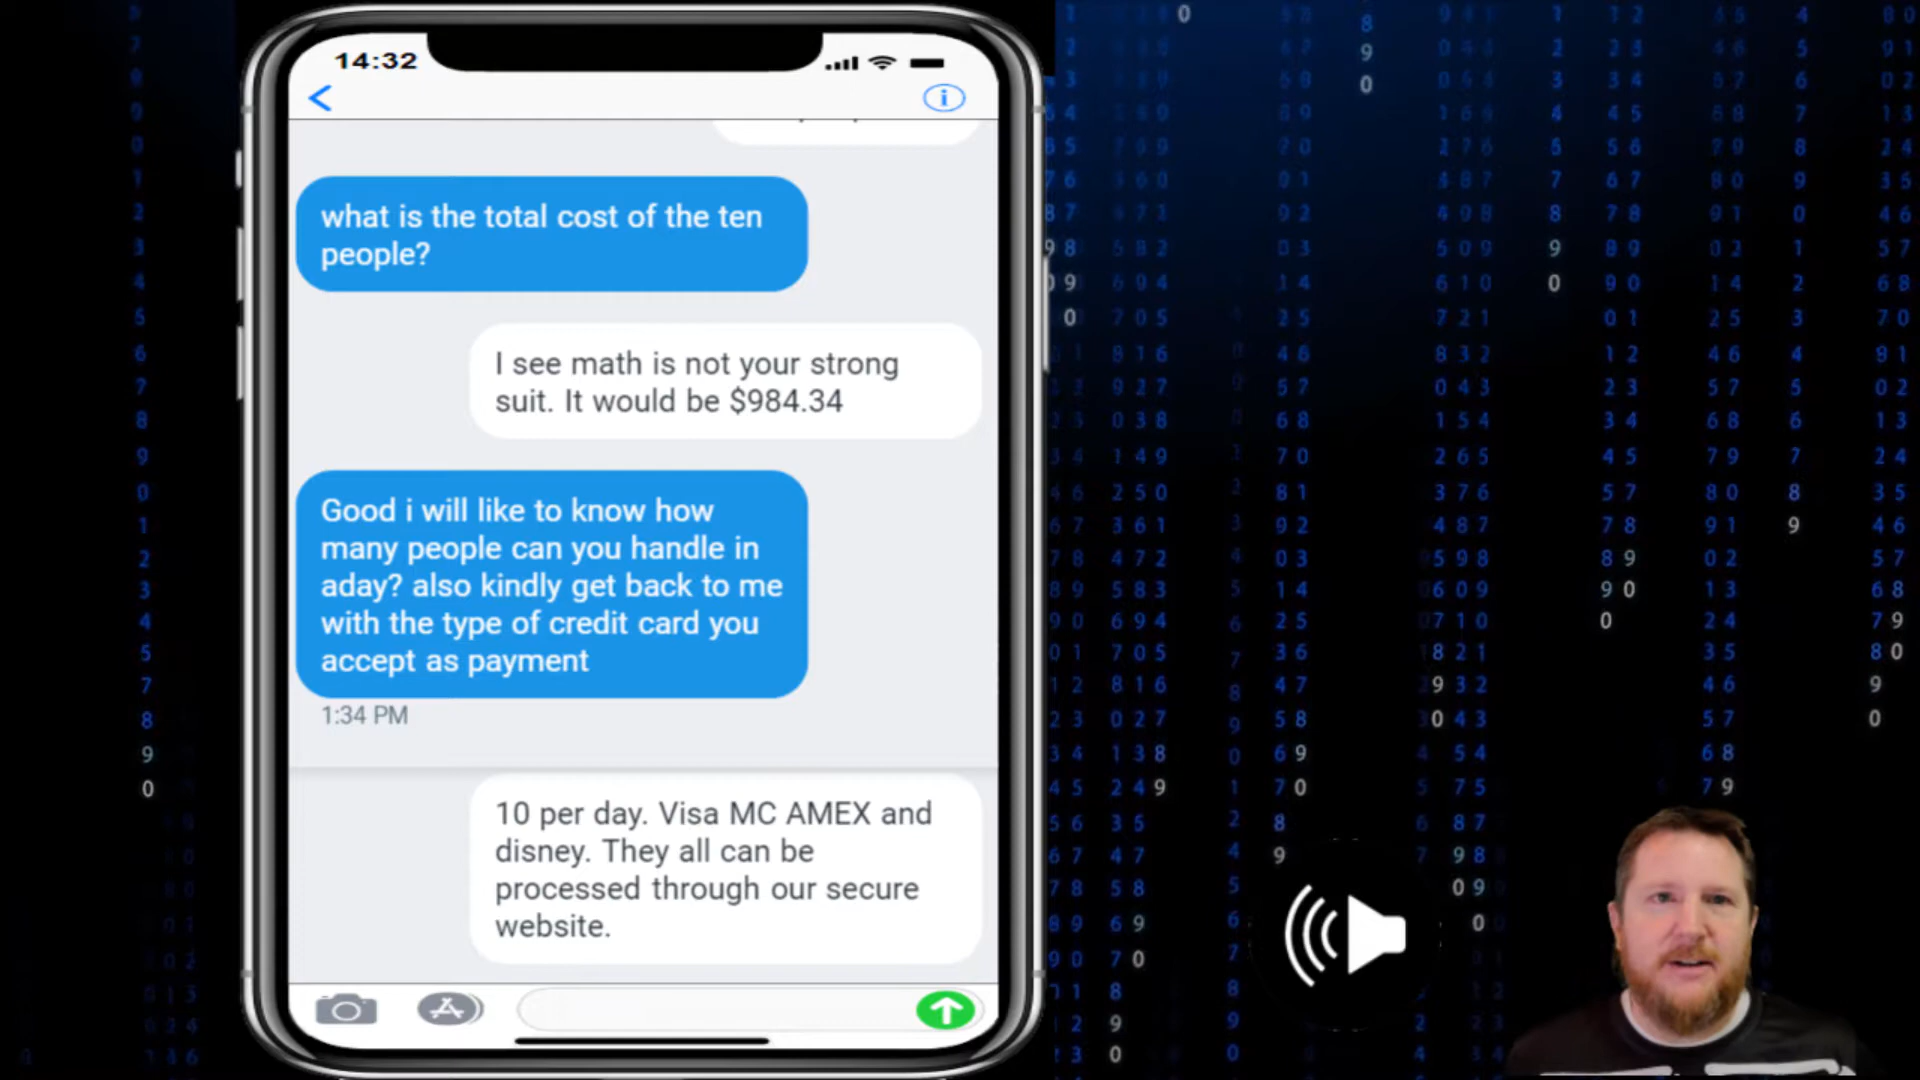 14:32
what is the total cost of the ten
people?
I see math is not your strong
suit. It would be $984.34
Good i will like to know how
many people can you handle in
aday? also kindly get back to me
with the type of credit card you
accept as payment
1:34 PM
10 per day. Visa MC AMEX and
disney. They all can be
processed through our secure
website.